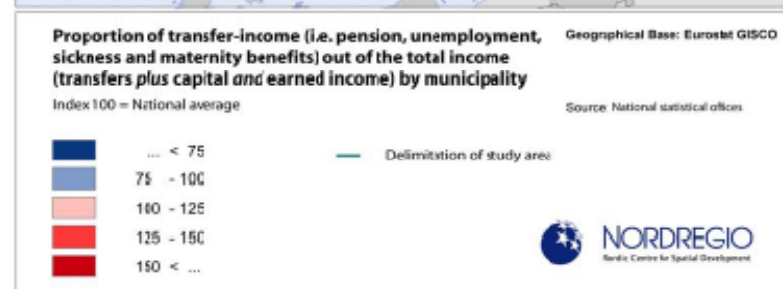 Proportion of transfer-income (i.e. pension, unemployment,
sickness and maternity benefits) out of the total income
(transfers plus capital and earned income) by municipality
Index 100 = National average
Geographical Base: Eurostat GISCO
Source: National statistical offices
... < 75
75 - 100
100 - 125
125 - 150
150 < ...
Delimitation of study area
NORDREGIO
Nordic Centre for Spatial Development